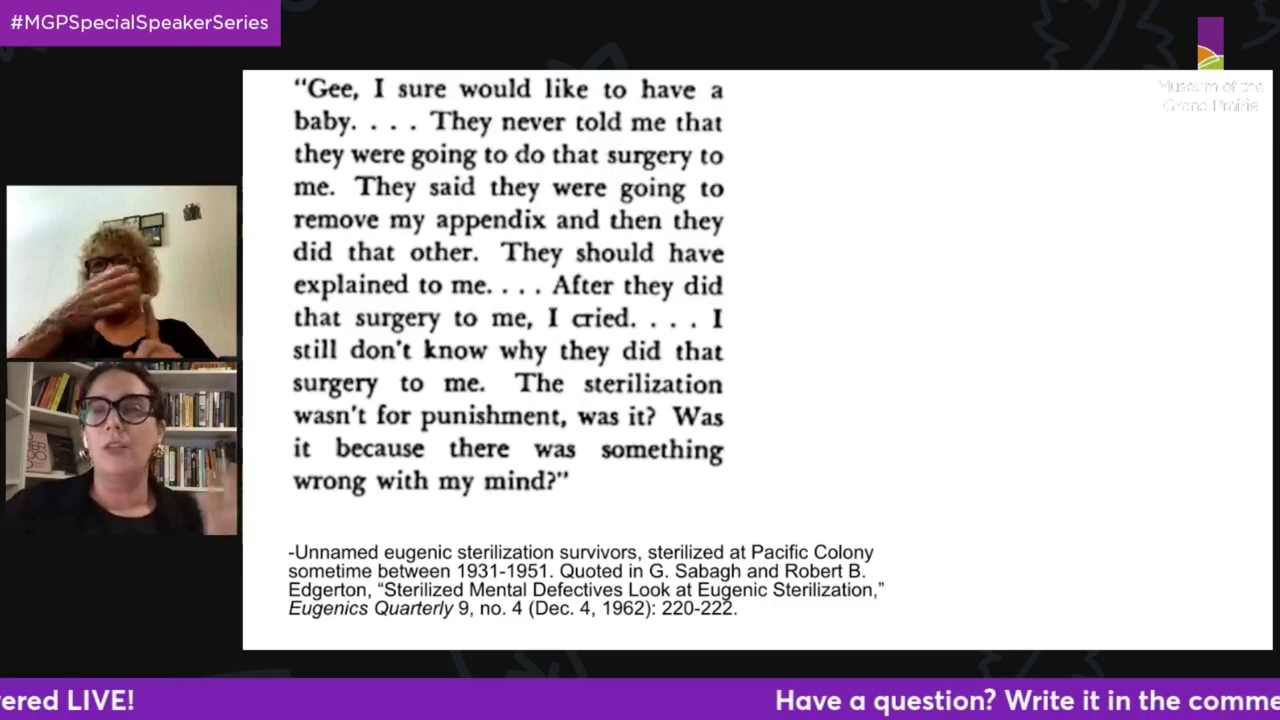 #MGPSpecialSpeakerSeries
Museum of the
Grand Prairie
“Gee, I sure would like to have a
baby. . . . They never told me that
they were going to do that surgery to
me. They said they were going to
remove my appendix and then they
did that other. They should have
explained to me. . . . After they did
that surgery to me, I cried. . . . I
still don't know why they did that
surgery to me. The sterilization
wasn't for punishment, was it? Was
it because there was something
wrong with my mind?”
-Unnamed eugenic sterilization survivors, sterilized at Pacific Colony
sometime between 1931-1951. Quoted in G. Sabagh and Robert B.
Edgerton, “Sterilized Mental Defectives Look at Eugenic Sterilization,”
Eugenics Quarterly 9, no. 4 (Dec. 4, 1962): 220-222.
ered LIVE!
Have a question? Write it in the comme